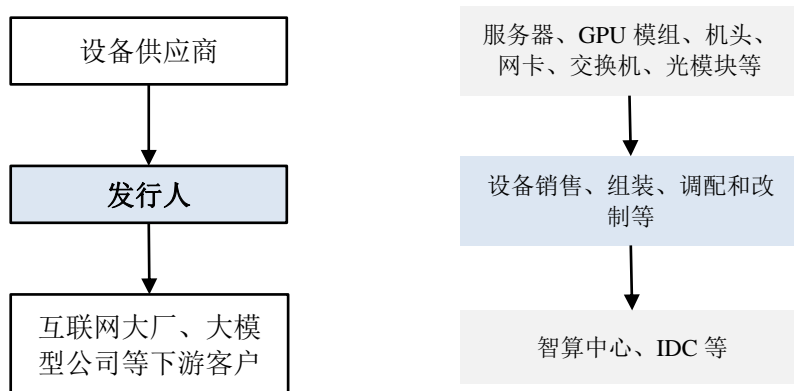 设备供应商
服务器、GPU 模组、机头、
网卡、交换机、光模块等
发行人
设备销售、组装、调配和改
制等
互联网大厂、大模
型公司等下游客户
智算中心、IDC 等